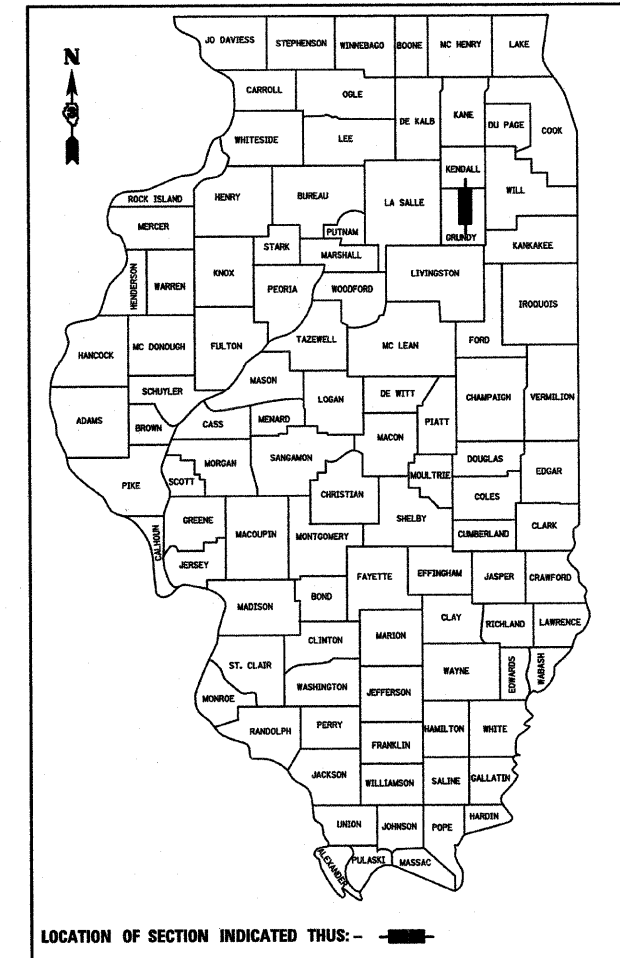 JO DAVIESS STEPHENSON WINNEBAGO BOONE MC HENRY LAKE
N
CARROLL OGLE DE KALB KANE DU PAGE COOK
WHITESIDE LEE
KENDALL WILL
ROCK ISLAND HENRY BUREAU LA SALLE
MERCER PUTNAM GRUNDY
STARK MARSHALL KANKAKEE
HENDERSON WARREN KNOX PEORIA WOODFORD LIVINGSTON IROQUOIS
HANCOCK MC DONOUGH FULTON TAZEWELL MC LEAN FORD
SCHUYLER MASON LOGAN DE WITT CHAMPAIGN VERMILION
ADAMS BROWN CASS MENARD MACON PIATT
PIKE SCOTT MORGAN SANGAMON MOULTRIE DOUGLAS EDGAR
CHRISTIAN COLES
CALHOUN GREENE MACOUPIN MONTGOMERY SHELBY CUMBERLAND CLARK
JERSEY FAYETTE EFFINGHAM JASPER CRAWFORD
MADISON BOND
CLINTON MARION CLAY RICHLAND LAWRENCE
ST. CLAIR WASHINGTON WAYNE EDWARDS WABASH
MONROE JEFFERSON
RANDOLPH PERRY HAMILTON WHITE
FRANKLIN
JACKSON WILLIAMSON SALINE GALLATIN
UNION JOHNSON POPE HARDIN
ALEXANDER PULASKI MASSAC
LOCATION OF SECTION INDICATED THUS: -